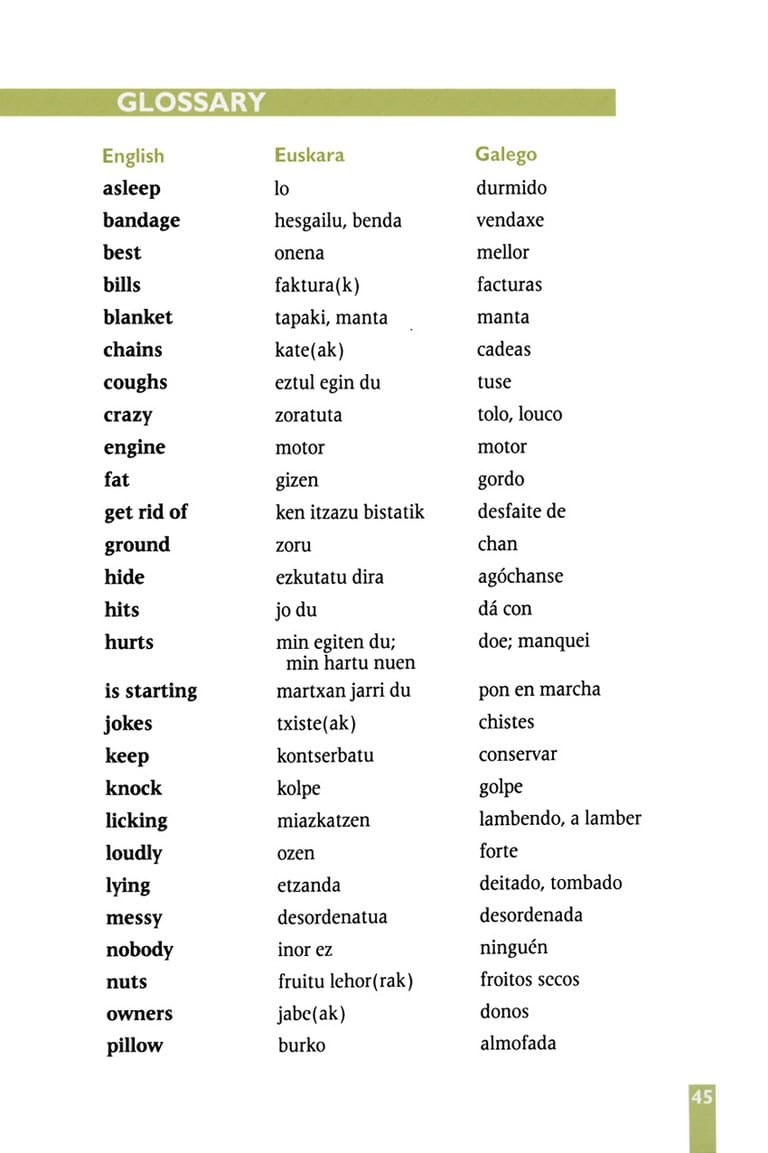 GLOSSARY
English Euskara Galego
asleep lo durmido
bandage hesgailu, benda vendaxe
best onena mellor
bills faktura(k) facturas
blanket tapaki, manta manta
chains kate(ak) cadeas
coughs eztul egin du tuse
crazy zoratuta tolo, louco
engine motor motor
fat gizen gordo
get rid of ken itzazu bistatik desfaite de
ground zoru chan
hide ezkutatu dira agóchanse
hits jo du dá con
hurts min egiten du; doe; manquei
min hartu nuen
is starting martxan jarri du pon en marcha
jokes txiste(ak) chistes
keep kontserbatu conservar
knock kolpe golpe
licking miazkatzen lambendo, a lamber
loudly ozen forte
lying etzanda deitado, tombado
messy desordenatua desordenada
nobody inor ez ninguén
nuts fruitu lehor(rak) froitos secos
owners jabe(ak) donos
pillow burko almofada
45